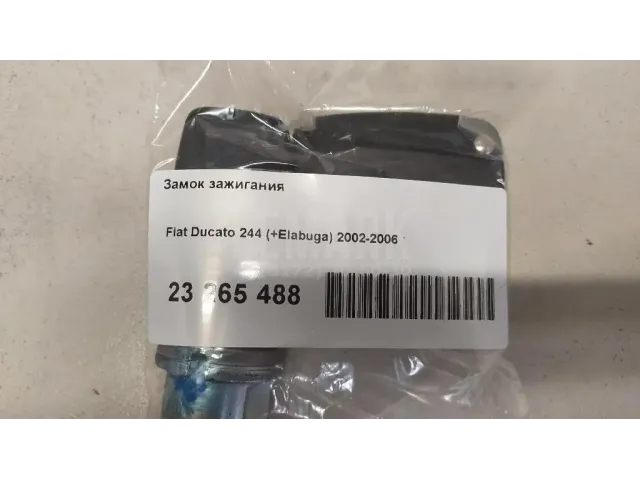 Замок зажигания
Fiat Ducato 244 (+Elabuga) 2002-2006
23 265 488